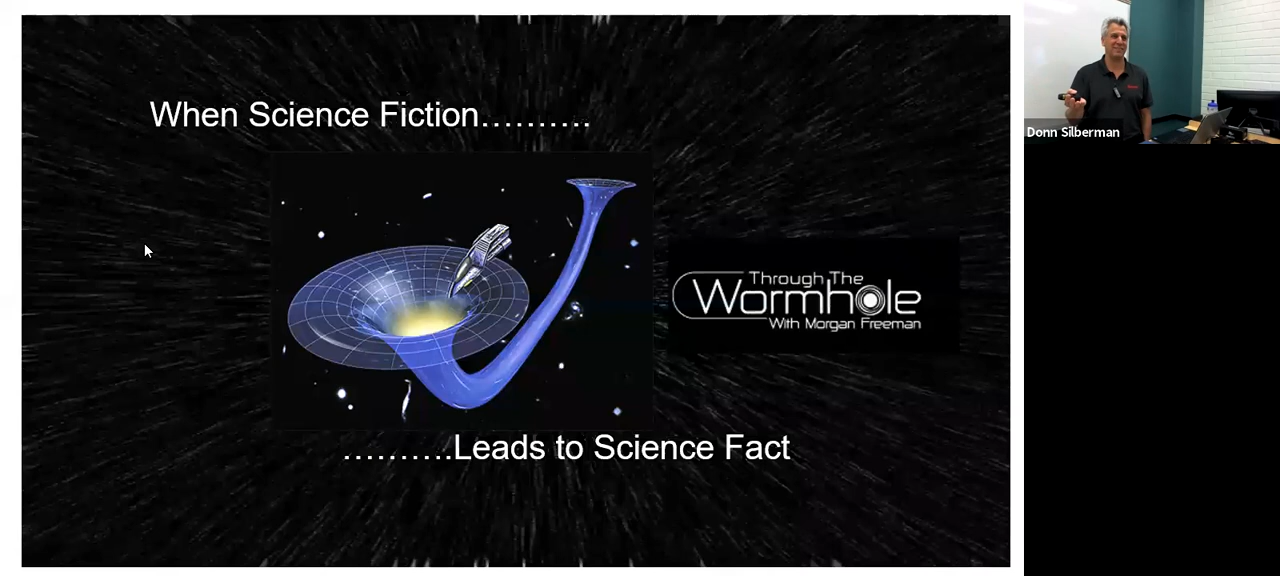 When Science Fiction……….
Through The
Wormhole
With Morgan Freeman
……….Leads to Science Fact
Donn Silberman